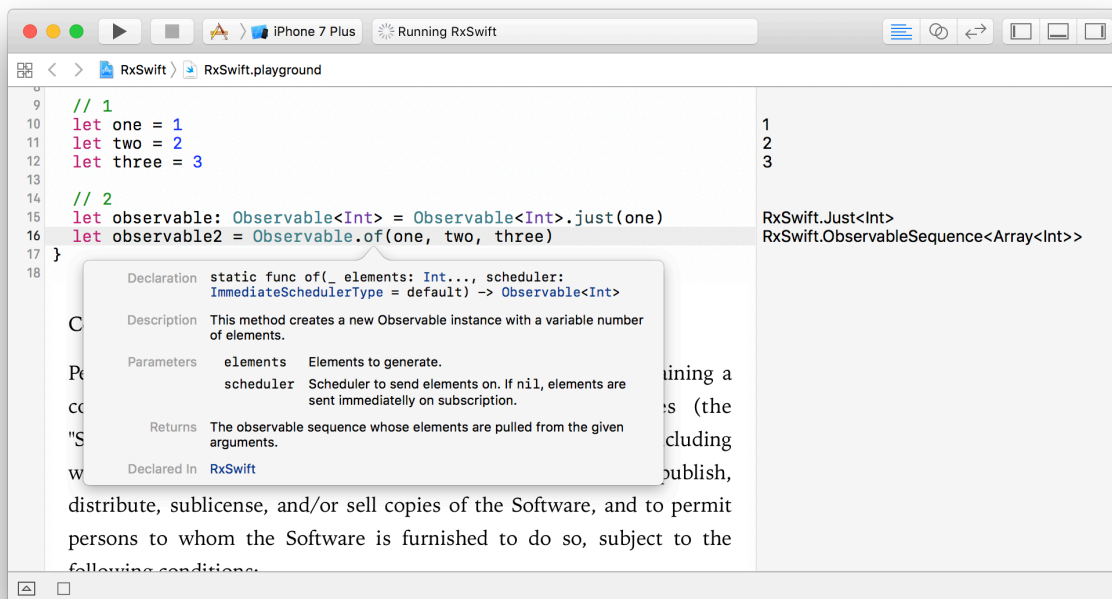 iPhone 7 Plus
Running RxSwift
RxSwift
RxSwift.playground
9 // 1
10 let one = 1
1
11 let two = 2
2
12 let three = 3
3
13
14 // 2
15 let observable: Observable<Int> = Observable<Int>.just(one)
RxSwift.Just<Int>
16 let observable2 = Observable.of(one, two, three)
RxSwift.ObservableSequence<Array<Int>>
17 }
18
Declaration static func of(_ elements: Int..., scheduler:
ImmediateSchedulerType = default) -> Observable<Int>
Description This method creates a new Observable instance with a variable number
of elements.
Parameters elements Elements to generate.
scheduler Scheduler to send elements on. If nil, elements are
sent immediatelly on subscription.
Returns The observable sequence whose elements are pulled from the given
arguments.
Declared In RxSwift
a
(the
distribute, sublicense, and/or sell copies of the Software, and to permit
persons to whom the Software is furnished to do so, subject to the
following conditions: